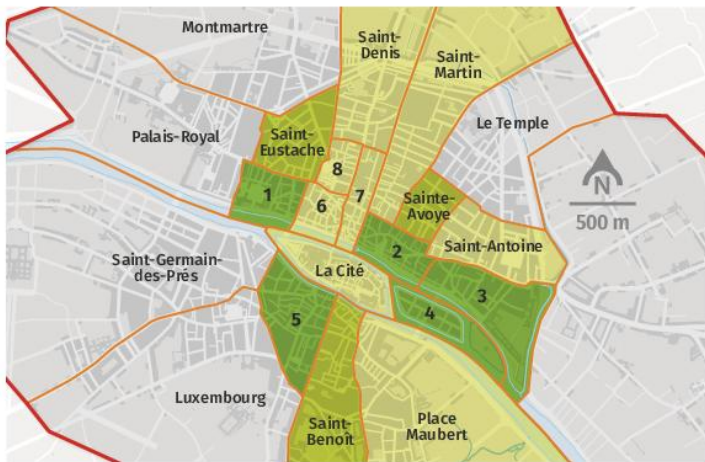 Montmartre
Saint-
Denis
Saint-
Martin
Palais-Royal
Saint-
Eustache
Le Temple
8
N
500 m
1
6
7
Sainte-
Avoye
2
Saint-Antoine
Saint-Germain-
des-Prés
La Cité
3
4
5
Luxembourg
Saint-
Benoît
Place
Maubert